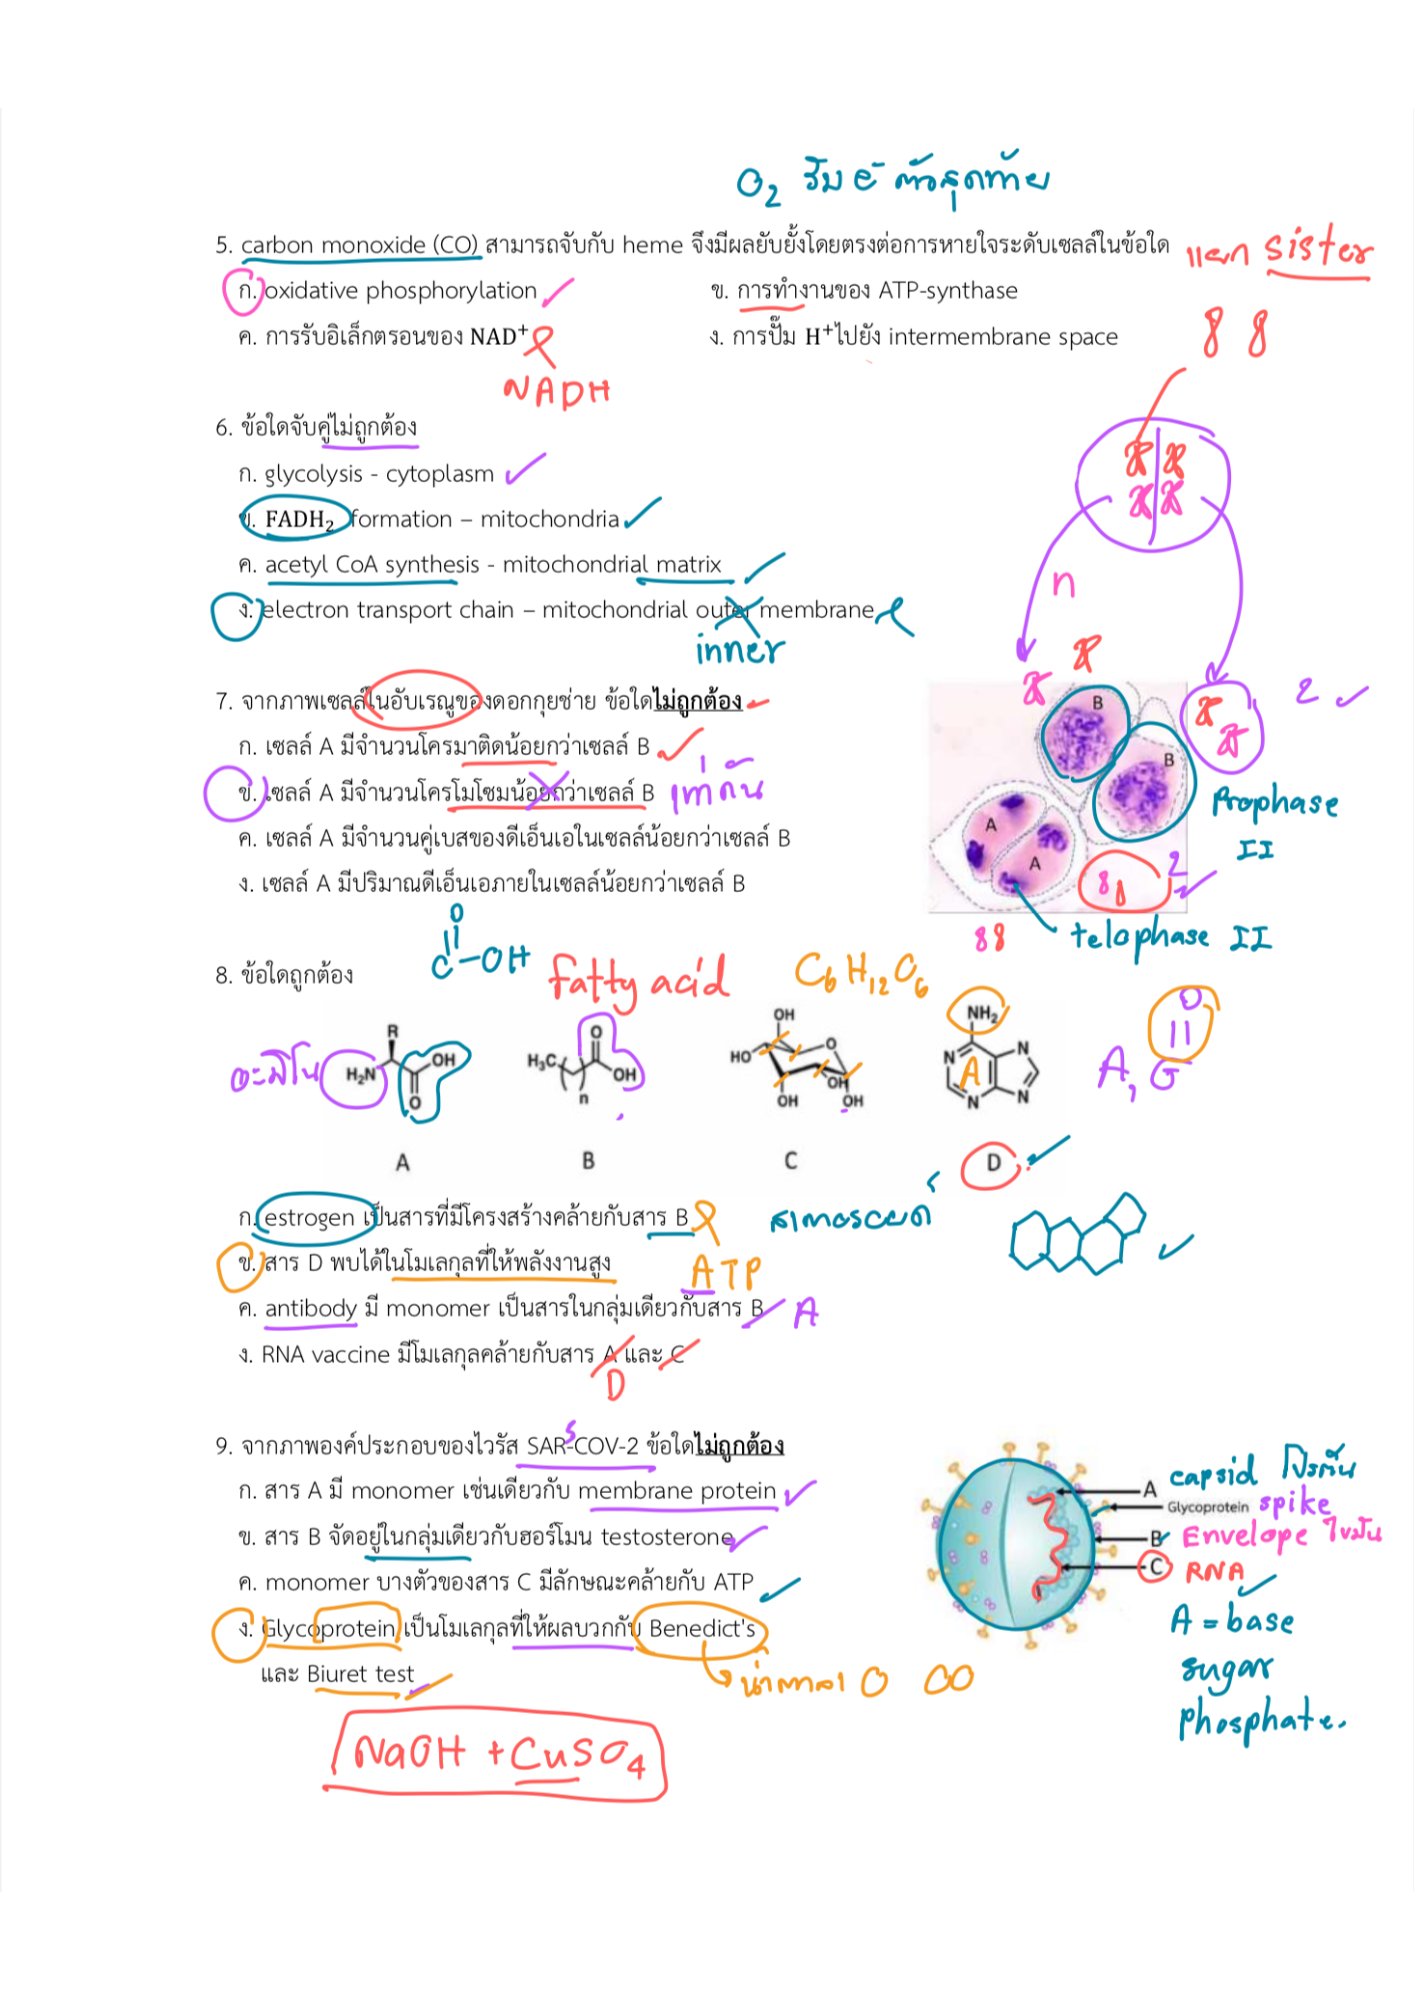 O₂ รับ e⁻ ตัวสุดท้าย
5. carbon monoxide (CO) สามารถจับกับ heme จึงมีผลยับยั้งโดยตรงต่อการหายใจระดับเซลล์ในข้อใด
แยก sister
ก. oxidative phosphorylation
ข. การทำงานของ ATP-synthase
ค. การรับอิเล็กตรอนของ NAD⁺
ง. การปั๊ม H⁺ไปยัง intermembrane space
NADH
6. ข้อใดจับคู่ไม่ถูกต้อง
ก. glycolysis - cytoplasm
ข. FADH₂ formation – mitochondria
ค. acetyl CoA synthesis - mitochondrial matrix
n
ง. electron transport chain – mitochondrial outer membrane
inner
7. จากภาพเซลล์ในอับเรณูของดอกกุยช่าย ข้อใดไม่ถูกต้อง
B
2
ก. เซลล์ A มีจำนวนโครมาติดน้อยกว่าเซลล์ B
B
ข. เซลล์ A มีจำนวนโครโมโซมน้อยกว่าเซลล์ B
เท่ากัน
Prophase
II
A
ค. เซลล์ A มีจำนวนคู่เบสของดีเอ็นเอในเซลล์น้อยกว่าเซลล์ B
A
2
ง. เซลล์ A มีปริมาณดีเอ็นเอภายในเซลล์น้อยกว่าเซลล์ B
telophase II
O
C-OH
8. ข้อใดถูกต้อง
fatty acid
C₆H₁₂O₆
R
H₂N
OH
O
อะมิโน
O
H₃C
OH
n
OH
HO
O
OH
OH
OH
NH₂
N
N
N
N
A
O
A, G
A
B
C
D
ก. estrogen เป็นสารที่มีโครงสร้างคล้ายกับสาร B
สเตอรอยด์
ข. สาร D พบได้ในโมเลกุลที่ให้พลังงานสูง
ATP
ค. antibody มี monomer เป็นสารในกลุ่มเดียวกับสาร B
A
ง. RNA vaccine มีโมเลกุลคล้ายกับสาร A และ C
D
9. จากภาพองค์ประกอบของไวรัส SAR-COV-2 ข้อใดไม่ถูกต้อง
S
ก. สาร A มี monomer เช่นเดียวกับ membrane protein
A
capsid โปรตีน
Glycoprotein
spike
ข. สาร B จัดอยู่ในกลุ่มเดียวกับฮอร์โมน testosterone
B
Envelope ไขมัน
ค. monomer บางตัวของสาร C มีลักษณะคล้ายกับ ATP
C
RNA
ง. Glycoprotein เป็นโมเลกุลที่ให้ผลบวกกับ Benedict's
และ Biuret test
น้ำตาล
A = base
sugar
phosphate.
NaOH + CuSO₄